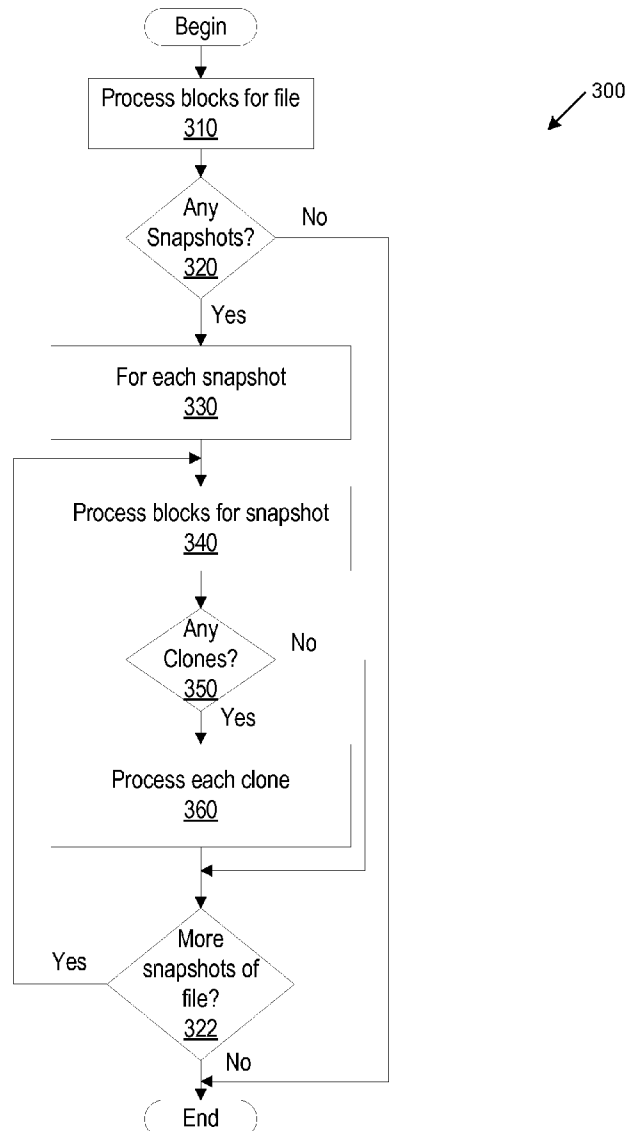 Begin
300
Process blocks for file
310
Any
Snapshots?
320
No
Yes
For each snapshot
330
Process blocks for snapshot
340
Any
Clones?
350
No
Yes
Process each clone
360
More
snapshots of
file?
322
Yes
No
End